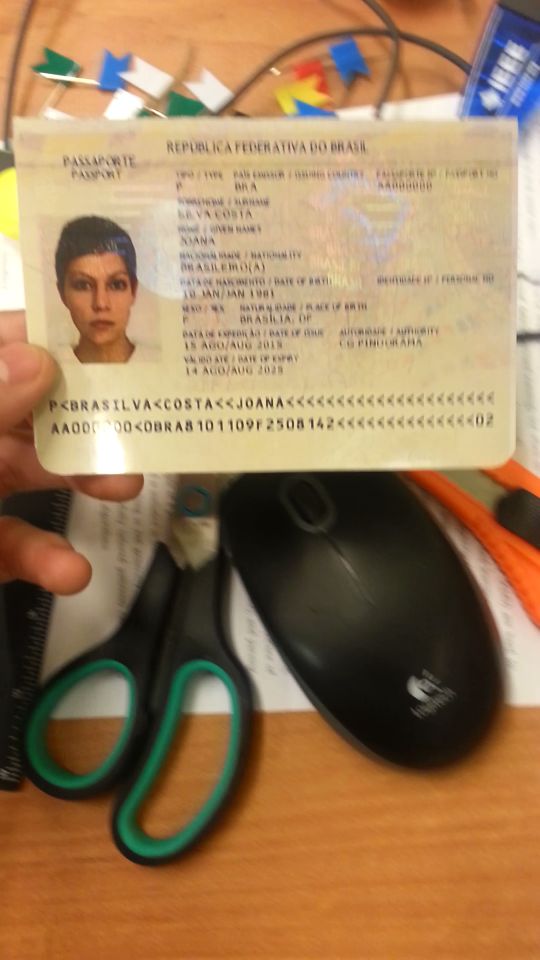 REPÚBLICA FEDERATIVA DO BRASIL
PASSAPORTE
PASSPORT
TIPO / TYPE PAÍS EMISSOR / ISSUING COUNTRY PASSAPORTE Nº / PASSPORT NO
P BRA AA000000
SOBRENOME / SURNAME
SILVA COSTA
NOME / GIVEN NAMES
JOANA
NACIONALIDADE / NATIONALITY
BRASILEIRO(A)
DATA DE NASCIMENTO / DATE OF BIRTH IDENTIDADE Nº / PERSONAL NO
10 JAN/JAN 1981
SEXO / SEX NATURALIDADE / PLACE OF BIRTH
F BRASÍLIA, DF
DATA DE EXPEDIÇÃO / DATE OF ISSUE AUTORIDADE / AUTHORITY
15 AGO/AUG 2015 CG PINDORAMA
VÁLIDO ATÉ / DATE OF EXPIRY
14 AGO/AUG 2025
P<BRASILVA<COSTA<<JOANA<<<<<<<<<<<<<<<<<<<<<
AA000000<0BRA8101109F2508142<<<<<<<<<<<<<<02
IEEE
Logitech